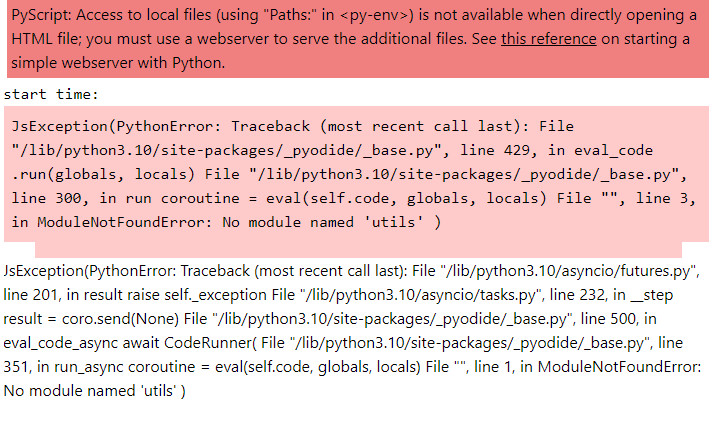 PyScript: Access to local files (using "Paths:" in <py-env>) is not available when directly opening a
HTML file; you must use a webserver to serve the additional files. See this reference on starting a
simple webserver with Python.
start time:
JsException(PythonError: Traceback (most recent call last): File
"/lib/python3.10/site-packages/_pyodide/_base.py", line 429, in eval_code
.run(globals, locals) File "/lib/python3.10/site-packages/_pyodide/_base.py",
line 300, in run coroutine = eval(self.code, globals, locals) File "", line 3,
in ModuleNotFoundError: No module named 'utils' )
JsException(PythonError: Traceback (most recent call last): File "/lib/python3.10/asyncio/futures.py",
line 201, in result raise self._exception File "/lib/python3.10/asyncio/tasks.py", line 232, in __step
result = coro.send(None) File "/lib/python3.10/site-packages/_pyodide/_base.py", line 500, in
eval_code_async await CodeRunner( File "/lib/python3.10/site-packages/_pyodide/_base.py", line
351, in run_async coroutine = eval(self.code, globals, locals) File "", line 1, in ModuleNotFoundError:
No module named 'utils' )